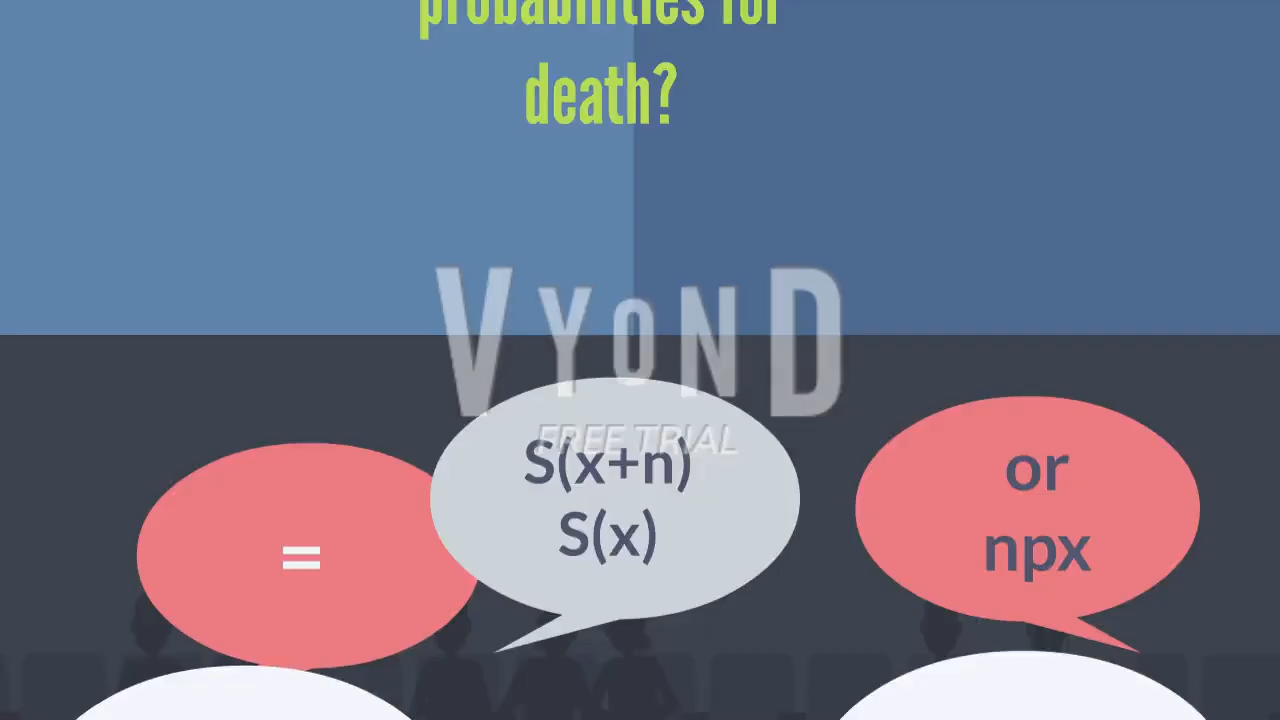 probabilities for
death?
VYOND
FREE TRIAL
S(x+n)
S(x)
=
or
npx